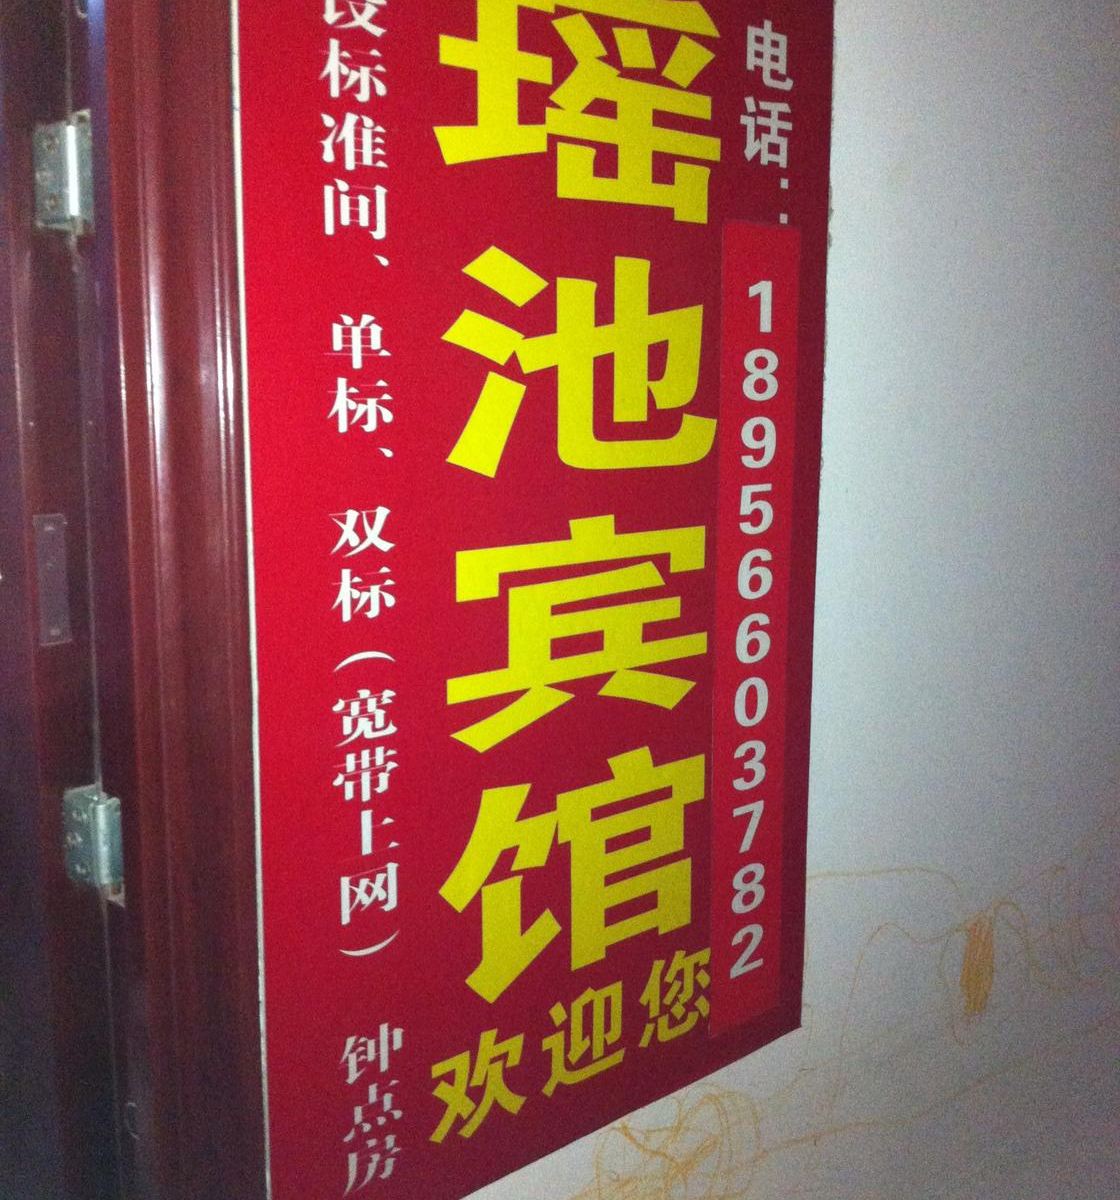 电话：18956603782
瑶池宾馆
欢迎您
设标准间、单标、双标（宽带上网） 钟点房